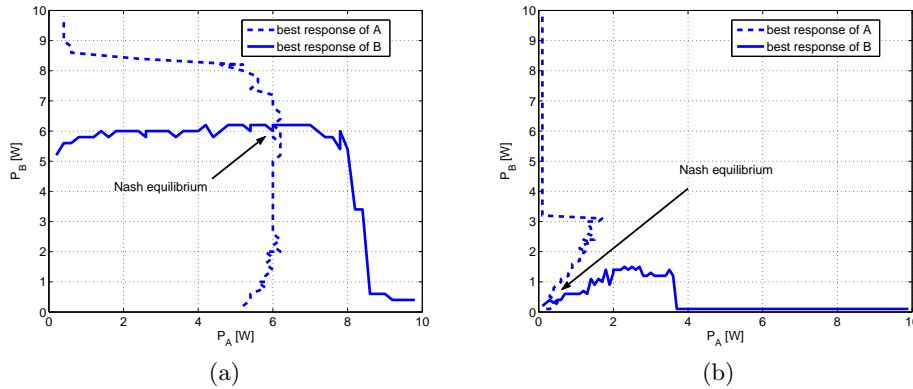 10
9
8
7
6
5
4
3
2
1
0
0
2
4
6
8
10
P_B [W]
P_A [W]
best response of A
best response of B
Nash equilibrium
(a)
10
9
8
7
6
5
4
3
2
1
0
0
2
4
6
8
10
P_B [W]
P_A [W]
best response of A
best response of B
Nash equilibrium
(b)